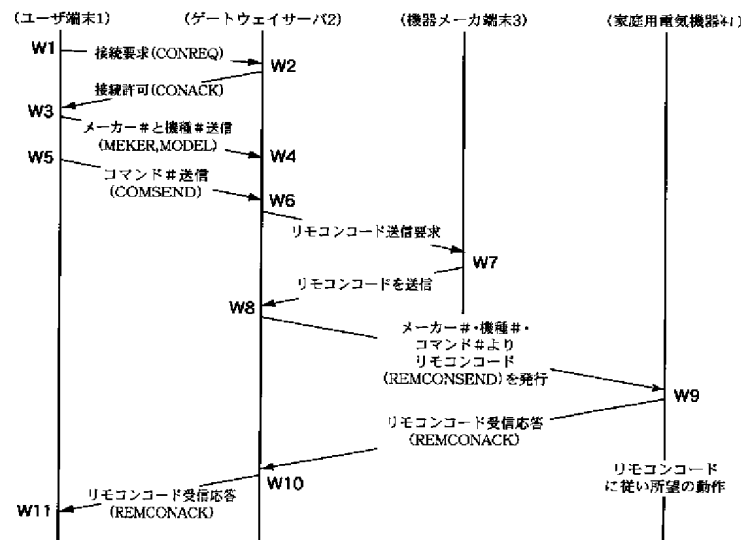 (ユーザ端末1)
(ゲートウェイサーバ2)
(機器メーカ端末3)
(家庭用電気機器4i)
W1
接続要求(CONREQ)
W2
接続許可(CONACK)
W3
メーカー#と機種#送信
(MEKER,MODEL)
W4
W5
コマンド#送信
(COMSEND)
W6
リモコンコード送信要求
W7
リモコンコードを送信
W8
メーカー#・機種#・
コマンド#より
リモコンコード
(REMCONSEND)を発行
W9
リモコンコード受信応答
(REMCONACK)
W10
リモコンコード
に従い所望の動作
リモコンコード受信応答
(REMCONACK)
W11